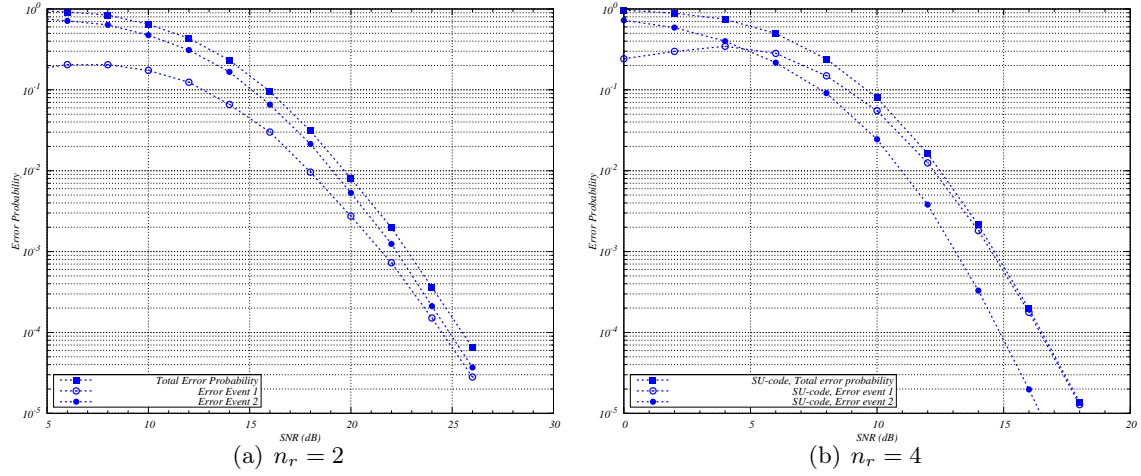 10^0
10^-1
10^-2
10^-3
10^-4
10^-5
Error Probability
5
10
15
20
25
30
SNR (dB)
Total Error Probability
Error Event 1
Error Event 2
(a) n_r = 2
10^0
10^-1
10^-2
10^-3
10^-4
10^-5
Error Probability
0
5
10
15
20
SNR (dB)
SU-code, Total error probability
SU-code, Error event 1
SU-code, Error event 2
(b) n_r = 4